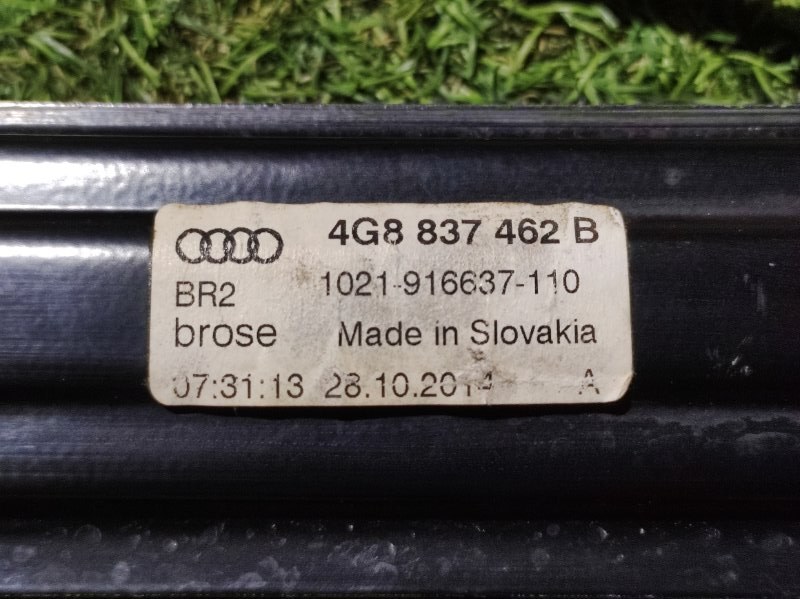 4G8 837 462 B
BR2 1021-916637-110
brose Made in Slovakia
07:31:13 28.10.2014 A